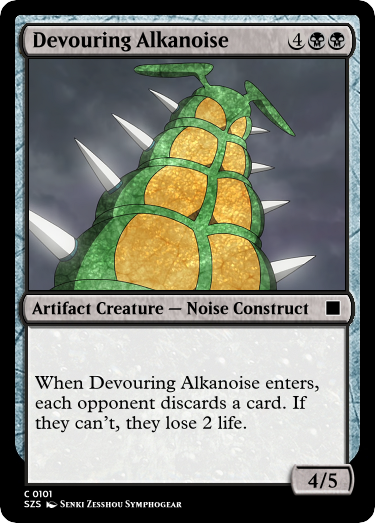 Devouring Alkanoise 4
Artifact Creature — Noise Construct
When Devouring Alkanoise enters,
each opponent discards a card. If
they can't, they lose 2 life.
4/5
C 0101
SZS Senki Zesshou Symphogear